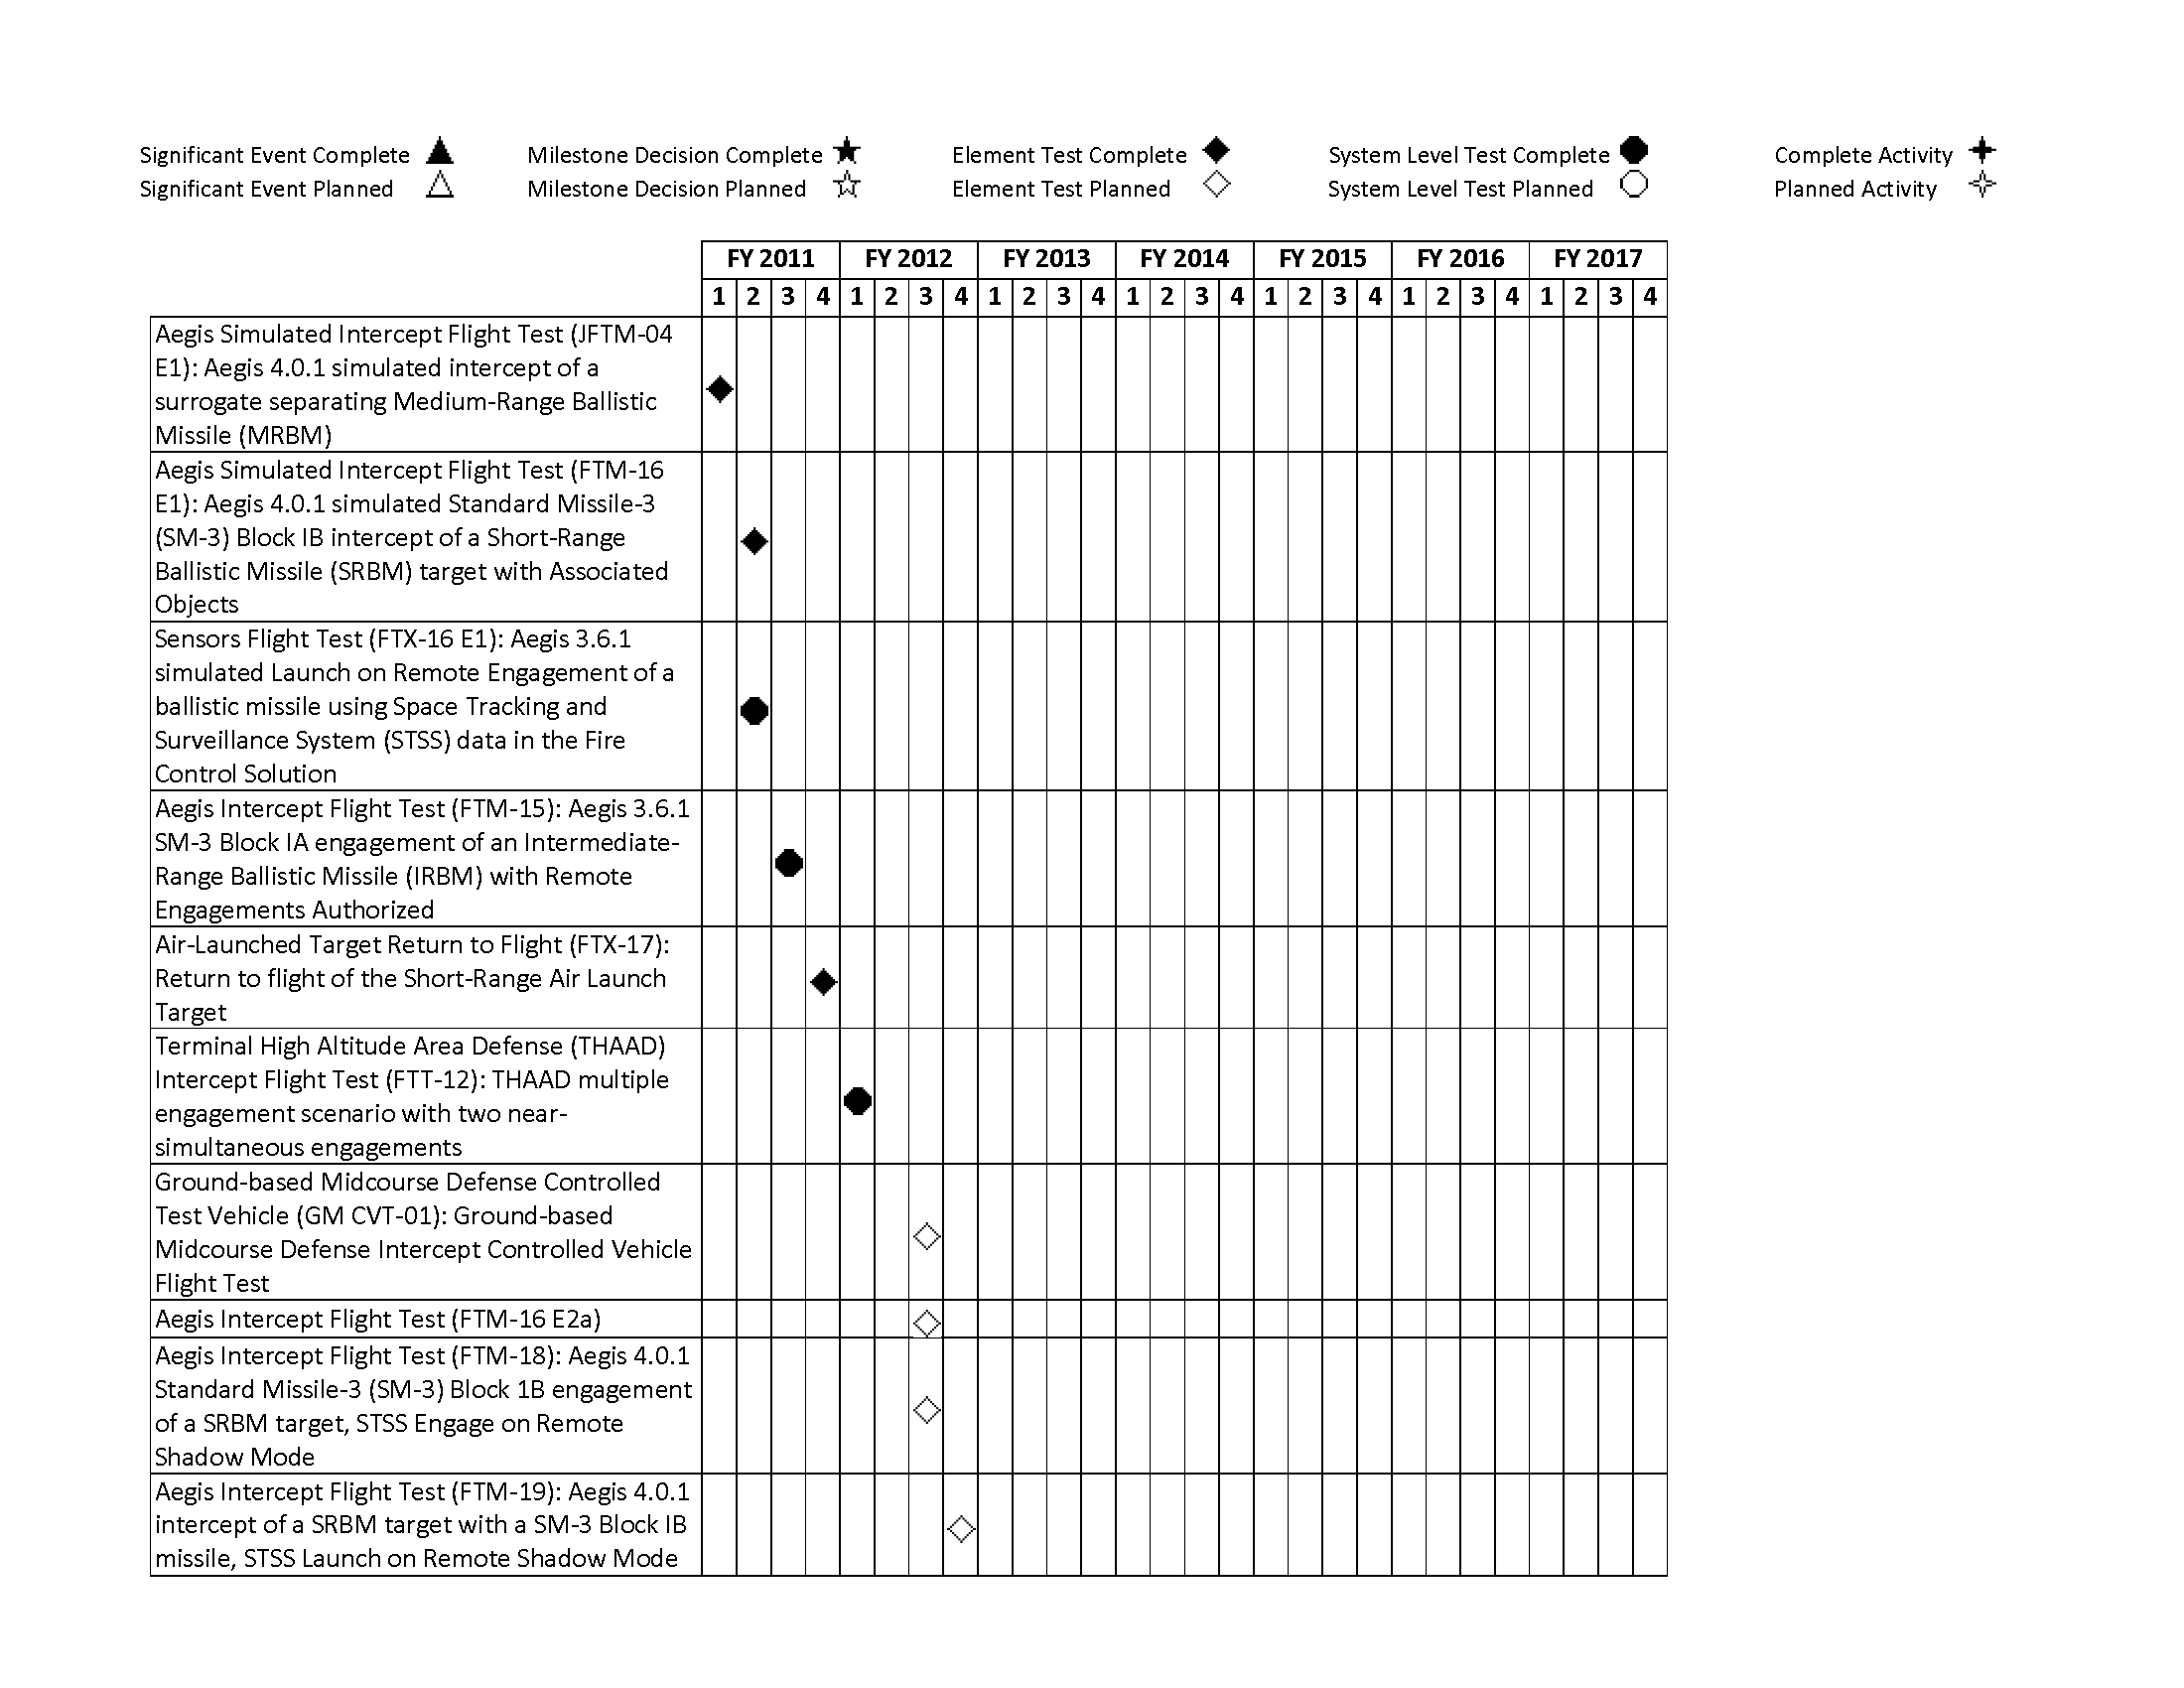 Significant Event Complete
Milestone Decision Complete
Element Test Complete
System Level Test Complete
Complete Activity
Significant Event Planned
Milestone Decision Planned
Element Test Planned
System Level Test Planned
Planned Activity
FY 2011 FY 2012 FY 2013 FY 2014 FY 2015 FY 2016 FY 2017
1 2 3 4 1 2 3 4 1 2 3 4 1 2 3 4 1 2 3 4 1 2 3 4 1 2 3 4
Aegis Simulated Intercept Flight Test (JFTM-04
E1): Aegis 4.0.1 simulated intercept of a
surrogate separating Medium-Range Ballistic
Missile (MRBM)
Aegis Simulated Intercept Flight Test (FTM-16
E1): Aegis 4.0.1 simulated Standard Missile-3
(SM-3) Block IB intercept of a Short-Range
Ballistic Missile (SRBM) target with Associated
Objects
Sensors Flight Test (FTX-16 E1): Aegis 3.6.1
simulated Launch on Remote Engagement of a
ballistic missile using Space Tracking and
Surveillance System (STSS) data in the Fire
Control Solution
Aegis Intercept Flight Test (FTM-15): Aegis 3.6.1
SM-3 Block IA engagement of an Intermediate-
Range Ballistic Missile (IRBM) with Remote
Engagements Authorized
Air-Launched Target Return to Flight (FTX-17):
Return to flight of the Short-Range Air Launch
Target
Terminal High Altitude Area Defense (THAAD)
Intercept Flight Test (FTT-12): THAAD multiple
engagement scenario with two near-
simultaneous engagements
Ground-based Midcourse Defense Controlled
Test Vehicle (GM CVT-01): Ground-based
Midcourse Defense Intercept Controlled Vehicle
Flight Test
Aegis Intercept Flight Test (FTM-16 E2a)
Aegis Intercept Flight Test (FTM-18): Aegis 4.0.1
Standard Missile-3 (SM-3) Block 1B engagement
of a SRBM target, STSS Engage on Remote
Shadow Mode
Aegis Intercept Flight Test (FTM-19): Aegis 4.0.1
intercept of a SRBM target with a SM-3 Block IB
missile, STSS Launch on Remote Shadow Mode